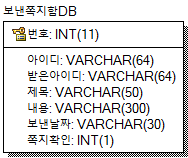 보낸쪽지함DB
번호: INT(11)
아이디: VARCHAR(64)
받은아이디: VARCHAR(64)
제목: VARCHAR(50)
내용: VARCHAR(300)
보낸날짜: VARCHAR(30)
쪽지확인: INT(1)